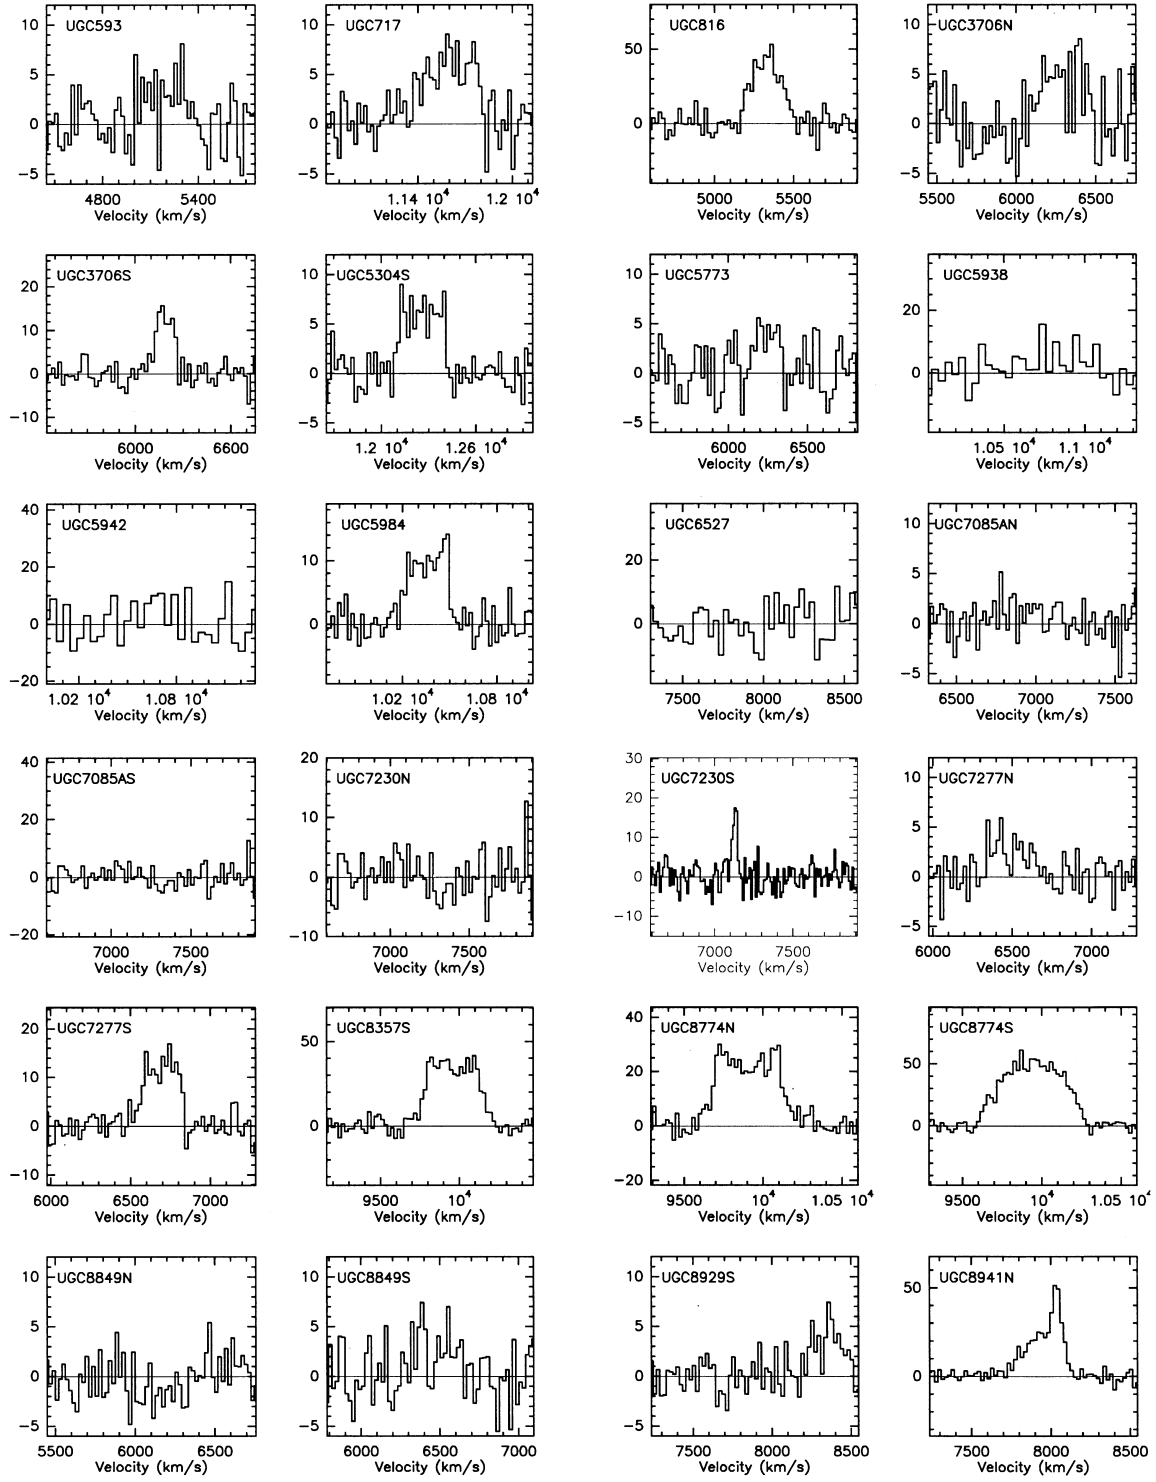 UGC593
10
5
0
−5
4800 5400
Velocity (km/s)
UGC717
10
5
0
−5
1.14 10⁴ 1.2 10⁴
Velocity (km/s)
UGC816
50
0
5000 5500
Velocity (km/s)
UGC3706N
10
5
0
−5
5500 6000 6500
Velocity (km/s)
UGC3706S
20
10
0
−10
6000 6600
Velocity (km/s)
UGC5304S
10
5
0
−5
1.2 10⁴ 1.26 10⁴
Velocity (km/s)
UGC5773
10
5
0
−5
6000 6500
Velocity (km/s)
UGC5938
20
0
1.05 10⁴ 1.1 10⁴
Velocity (km/s)
UGC5942
40
20
0
−20
1.02 10⁴ 1.08 10⁴
Velocity (km/s)
UGC5984
10
0
1.02 10⁴ 1.08 10⁴
Velocity (km/s)
UGC6527
20
0
7500 8000 8500
Velocity (km/s)
UGC7085AN
10
5
0
−5
6500 7000 7500
Velocity (km/s)
UGC7085AS
40
20
0
−20
7000 7500
Velocity (km/s)
UGC7230N
20
10
0
−10
7000 7500
Velocity (km/s)
UGC7230S
30
20
10
0
−10
7000 7500
Velocity (km/s)
UGC7277N
10
5
0
−5
6000 6500 7000
Velocity (km/s)
UGC7277S
20
10
0
−10
6000 6500 7000
Velocity (km/s)
UGC8357S
50
0
9500 10⁴
Velocity (km/s)
UGC8774N
40
20
0
−20
9500 10⁴ 1.05 10⁴
Velocity (km/s)
UGC8774S
50
0
9500 10⁴ 1.05 10⁴
Velocity (km/s)
UGC8849N
10
5
0
−5
5500 6000 6500
Velocity (km/s)
UGC8849S
10
5
0
−5
6000 6500 7000
Velocity (km/s)
UGC8929S
10
5
0
−5
7500 8000 8500
Velocity (km/s)
UGC8941N
50
0
7500 8000 8500
Velocity (km/s)